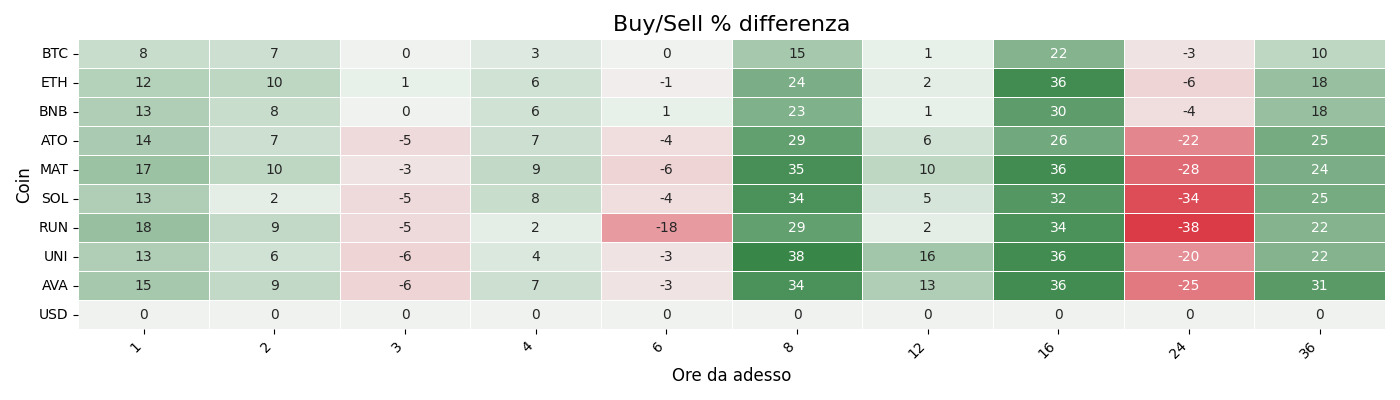 Buy/Sell % differenza
Coin
BTC 8 7 0 3 0 15 1 22 -3 10
ETH 12 10 1 6 -1 24 2 36 -6 18
BNB 13 8 0 6 1 23 1 30 -4 18
ATO 14 7 -5 7 -4 29 6 26 -22 25
MAT 17 10 -3 9 -6 35 10 36 -28 24
SOL 13 2 -5 8 -4 34 5 32 -34 25
RUN 18 9 -5 2 -18 29 2 34 -38 22
UNI 13 6 -6 4 -3 38 16 36 -20 22
AVA 15 9 -6 7 -3 34 13 36 -25 31
USD 0 0 0 0 0 0 0 0 0 0
1 2 3 4 6 8 12 16 24 36
Ore da adesso